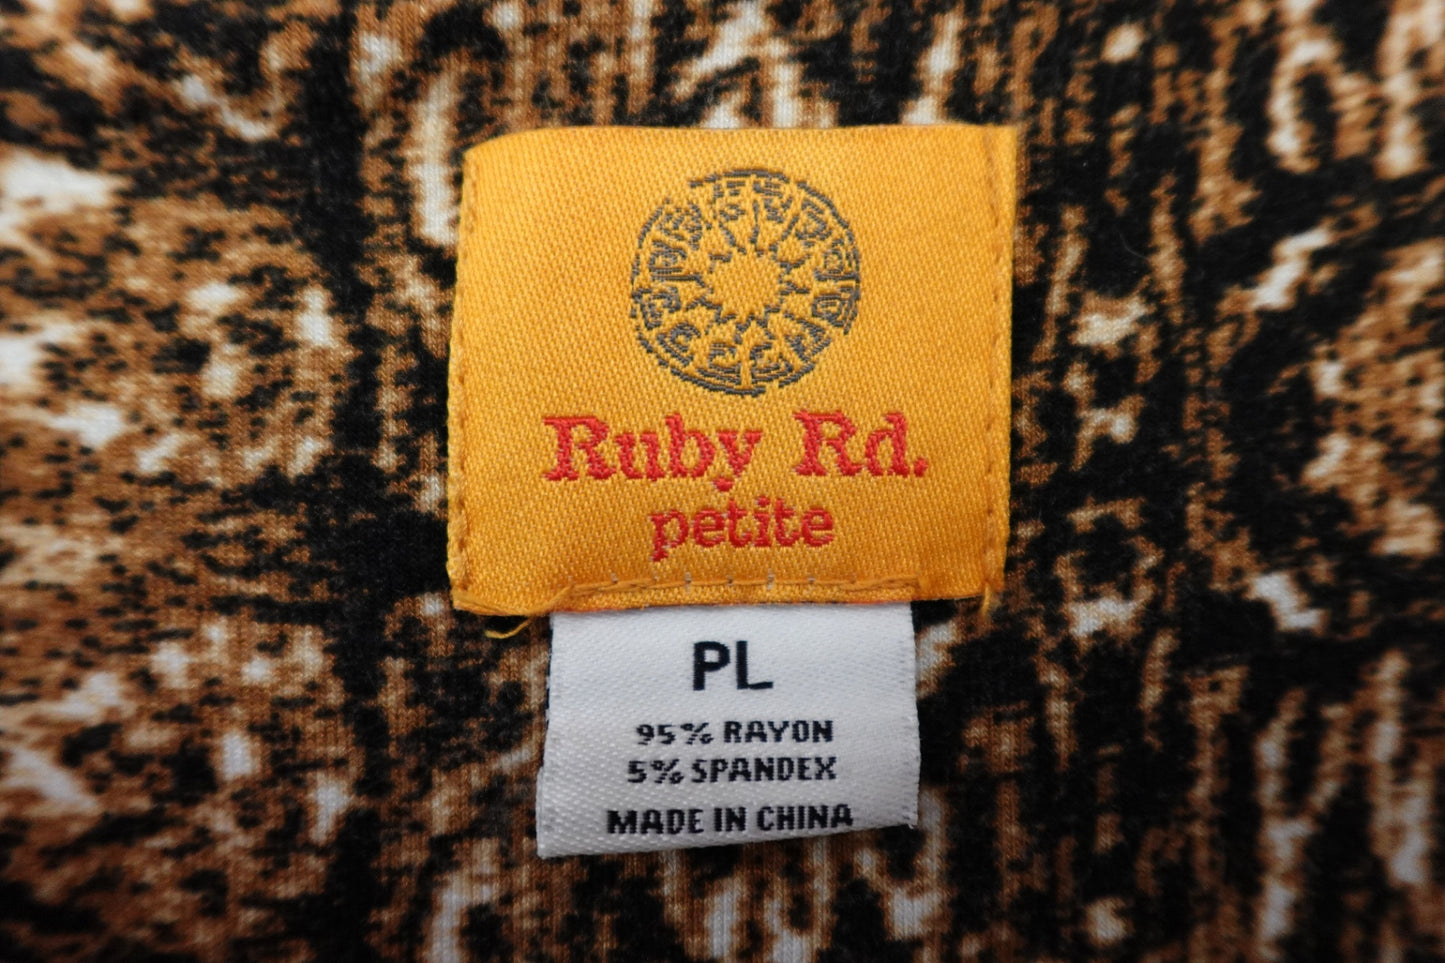 Ruby Rd.
petite
PL
95% RAYON
5% SPANDEX
MADE IN CHINA